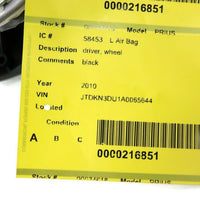 0000216851
Stock # Model PRIUS
IC # 58453 L Air Bag
Description driver, wheel
Comments black
Year 2010
VIN JTDKN3DU1A0065644
Located
Condition
A B C
0000216851